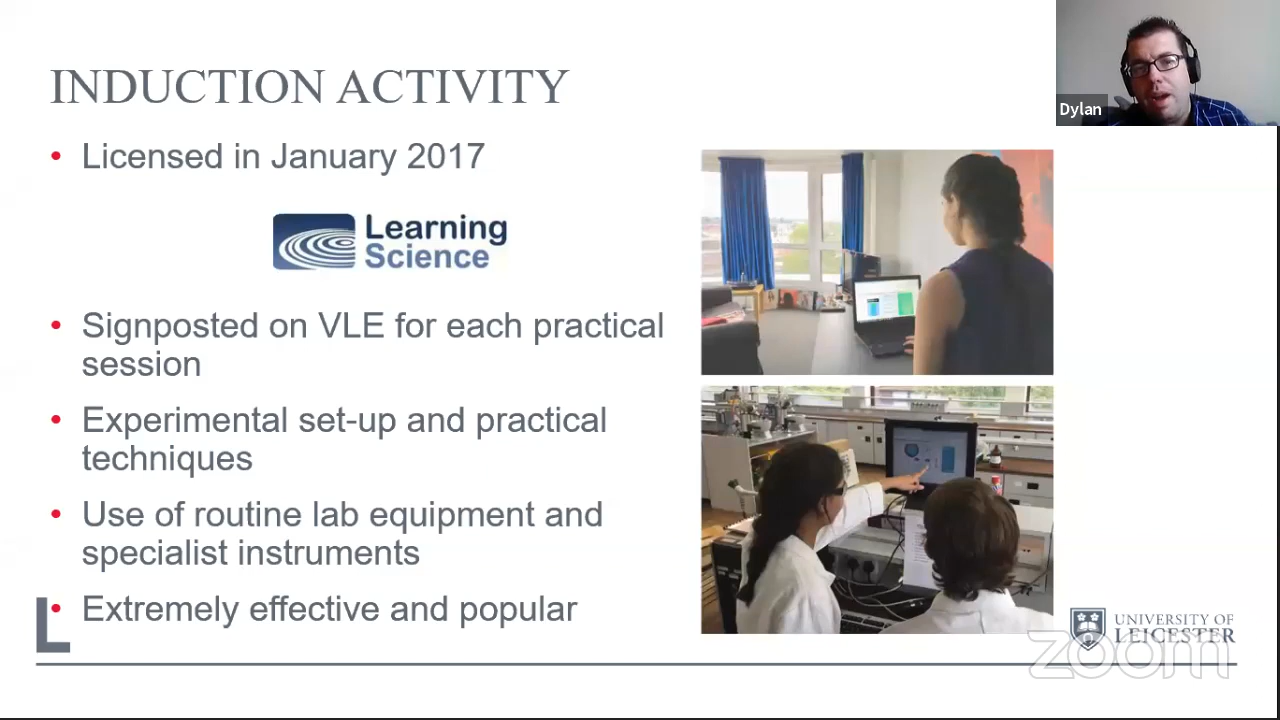 INDUCTION ACTIVITY
Dylan
• Licensed in January 2017
Learning
Science
• Signposted on VLE for each practical
session
• Experimental set-up and practical
techniques
• Use of routine lab equipment and
specialist instruments
• Extremely effective and popular
L
UNIVERSITY OF
LEICESTER
zoom